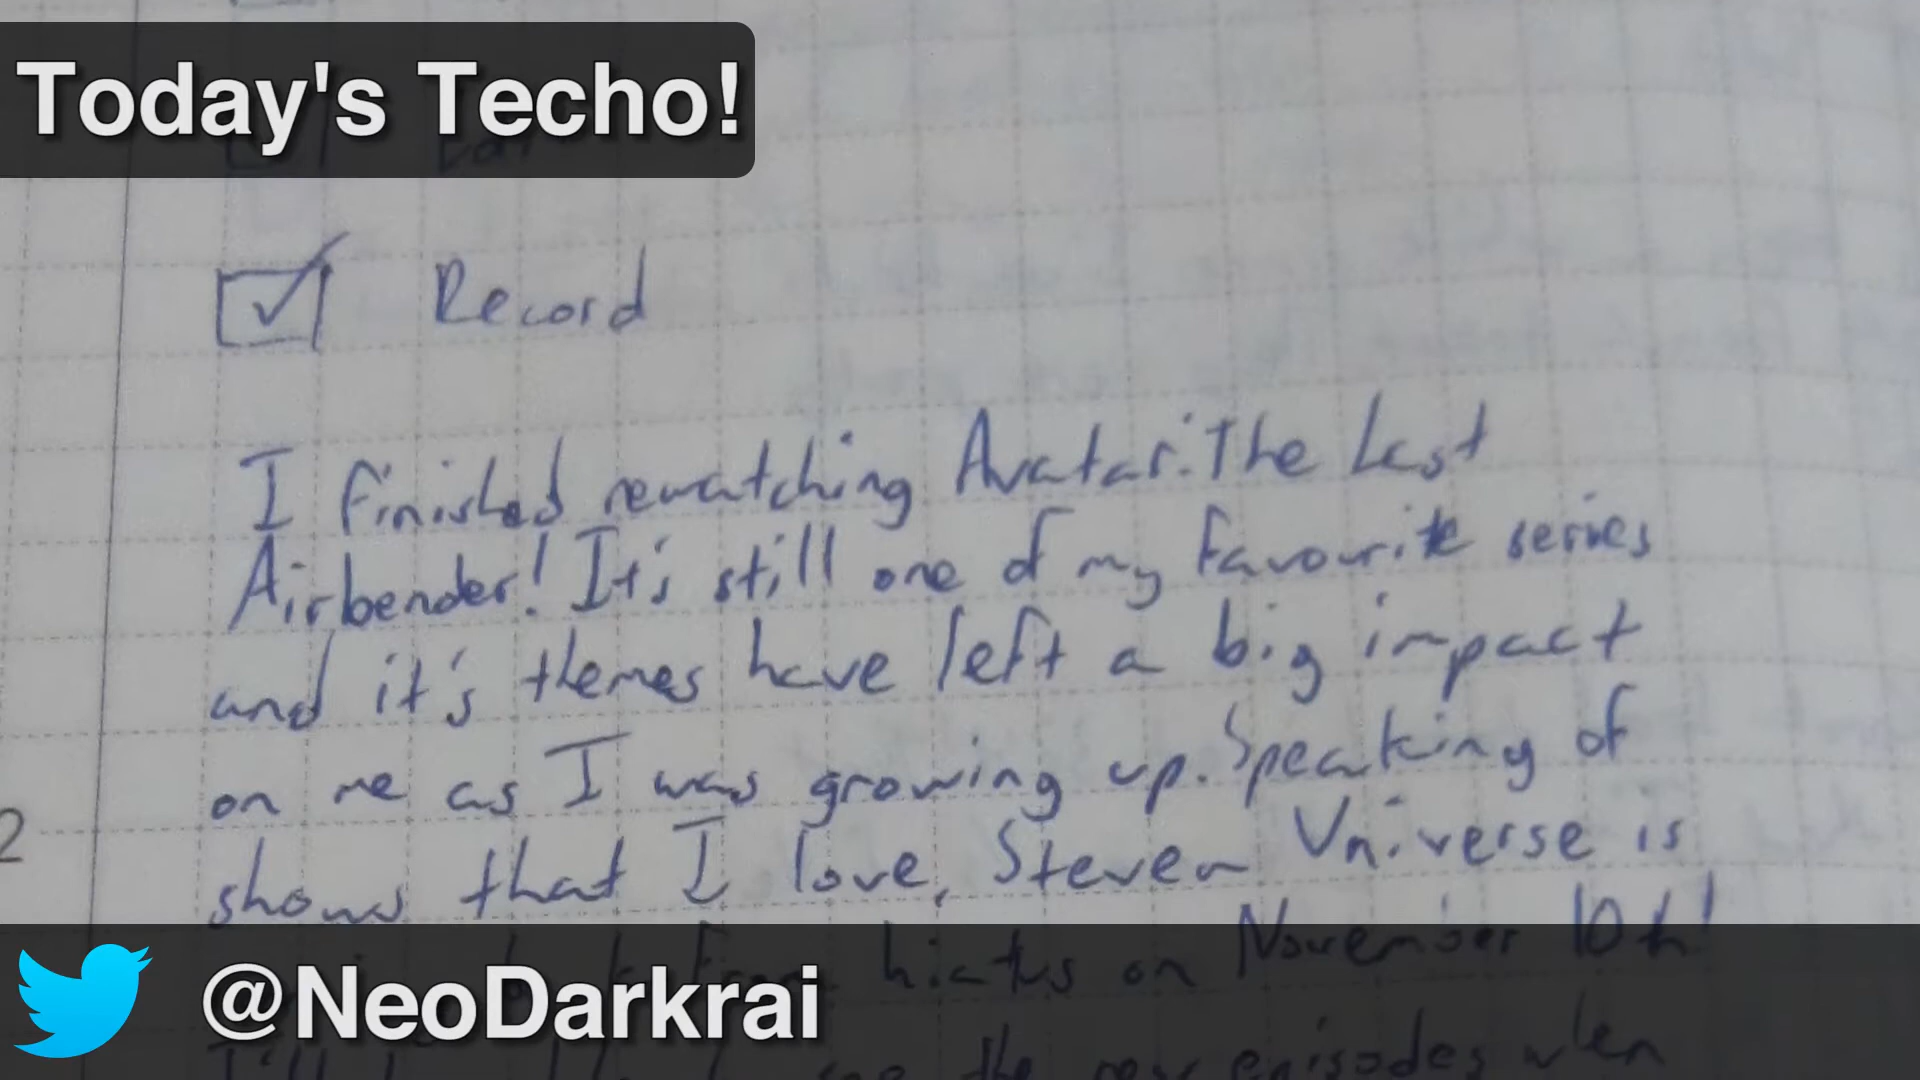 Today's Techo!
Record
I finished rewatching Avatar: The Last
Airbender! It's still one of my favourite series
and it's themes have left a big impact
on me as I was growing up. Speaking of
shows that I love, Steven Universe is
hiatus on November 10th!
@NeoDarkrai
the new episodes when